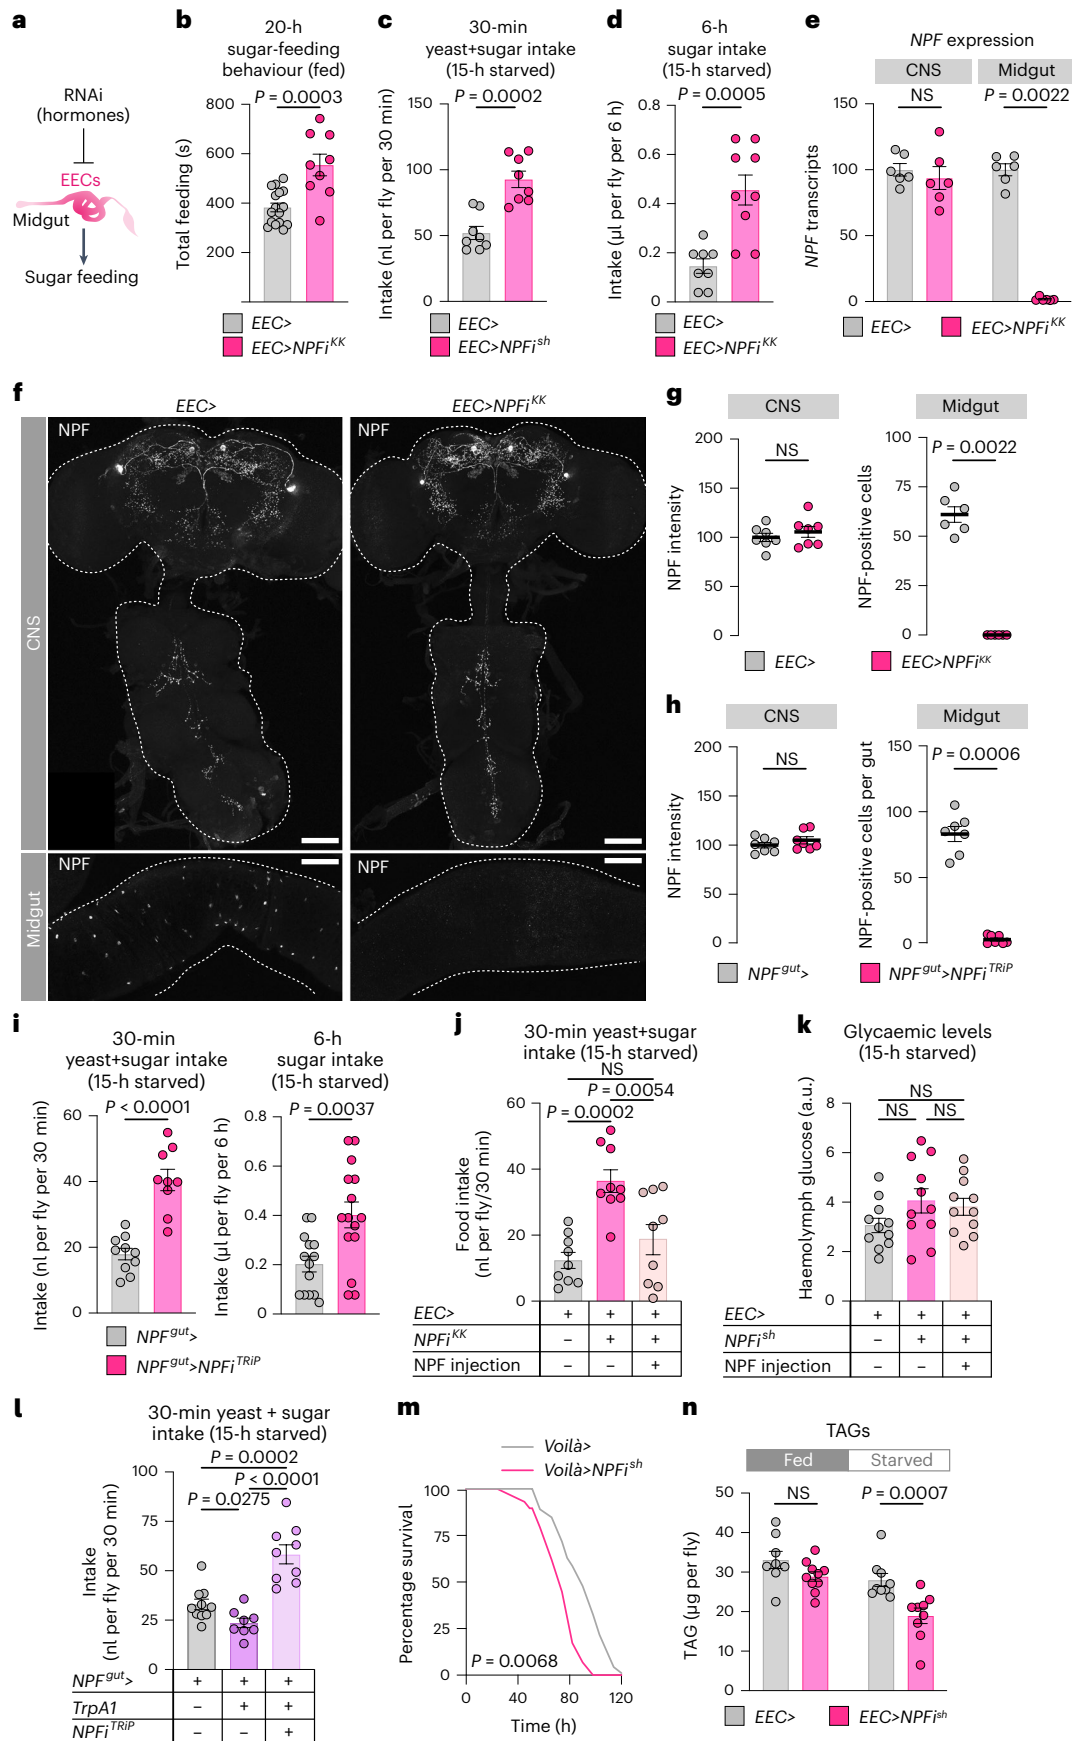 a
RNAi
(hormones)
EECs
Midgut
Sugar feeding
b
20-h
sugar-feeding
behaviour (fed)
P = 0.0003
Total feeding (s)
800
600
400
200
EEC>
EEC>NPFi^KK
c
30-min
yeast+sugar intake
(15-h starved)
P = 0.0002
Intake (nl per fly per 30 min)
150
100
50
0
EEC>
EEC>NPFi^sh
d
6-h
sugar intake
(15-h starved)
P = 0.0005
Intake (µl per fly per 6 h)
0.8
0.6
0.4
0.2
0
EEC>
EEC>NPFi^KK
e
NPF expression
CNS
Midgut
NS
P = 0.0022
NPF transcripts
150
100
50
0
EEC>
EEC>NPFi^KK
f
EEC>
EEC>NPFi^KK
CNS
NPF
NPF
Midgut
NPF
g
CNS
Midgut
NS
P = 0.0022
NPF intensity
200
150
100
50
0
NPF-positive cells
100
75
50
25
0
EEC>
EEC>NPFi^KK
h
CNS
Midgut
NS
P = 0.0006
NPF intensity
200
150
100
50
0
NPF-positive cells per gut
150
100
50
0
NPF^gut>
NPF^gut>NPFi^TRiP
i
30-min
yeast+sugar intake
(15-h starved)
P < 0.0001
Intake (nl per fly per 30 min)
60
40
20
0
6-h
sugar intake
(15-h starved)
P = 0.0037
Intake (µl per fly per 6 h)
0.8
0.6
0.4
0.2
0
NPF^gut>
NPF^gut>NPFi^TRiP
j
30-min yeast+sugar
intake (15-h starved)
NS
P = 0.0054
P = 0.0002
Food intake
(nl per fly/30 min)
60
40
20
0
EEC> + + +
NPFi^KK – + +
NPF injection – – +
k
Glycaemic levels
(15-h starved)
NS
NS NS
Haemolymph glucose (a.u.)
8
6
4
2
0
EEC> + + +
NPFi^sh – + +
NPF injection – – +
l
30-min yeast + sugar
intake (15-h starved)
P = 0.0002
P < 0.0001
P = 0.0275
Intake
(nl per fly per 30 min)
100
75
50
25
0
NPF^gut> + + +
TrpA1 – + +
NPFi^TRiP – – +
m
Voilà>
Voilà>NPFi^sh
Percentage survival
100
50
0
P = 0.0068
0 40 80 120
Time (h)
n
TAGs
Fed
Starved
NS
P = 0.0007
TAG (µg per fly)
50
40
30
20
10
0
EEC>
EEC>NPFi^sh